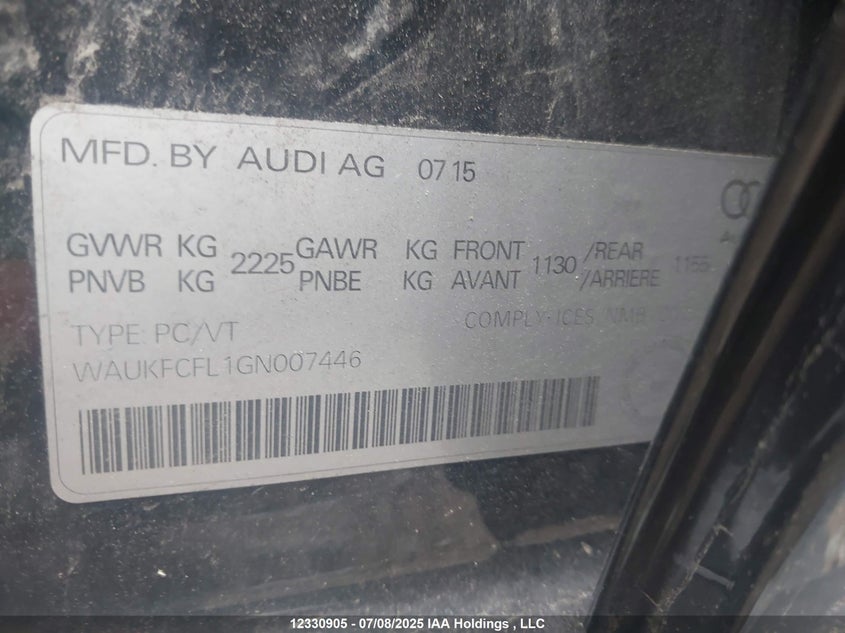 MFD. BY AUDI AG 07 15
GVWR KG 2225 GAWR KG FRONT 1130 /REAR 1155
PNVB KG PNBE KG AVANT /ARRIERE
TYPE: PC/VT COMPLY:ICES/NMB
WAUKFCFL1GN007446
12330905 - 07/08/2025 IAA Holdings , LLC